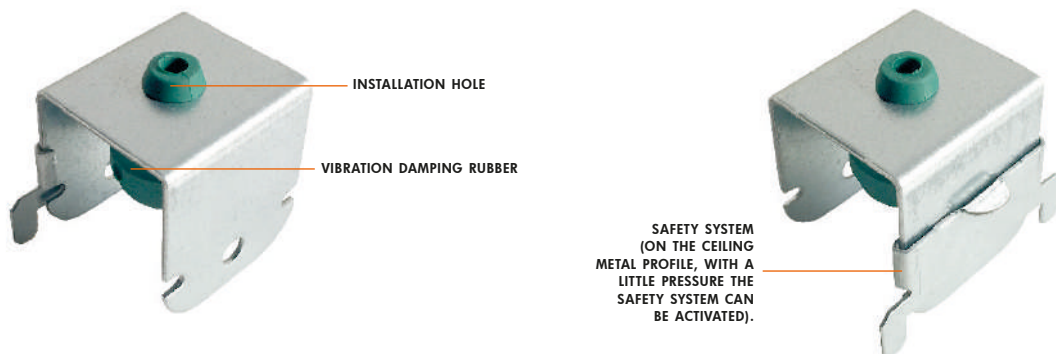 INSTALLATION HOLE
VIBRATION DAMPING RUBBER
SAFETY SYSTEM
(ON THE CEILING
METAL PROFILE, WITH A
LITTLE PRESSURE THE
SAFETY SYSTEM CAN
BE ACTIVATED).